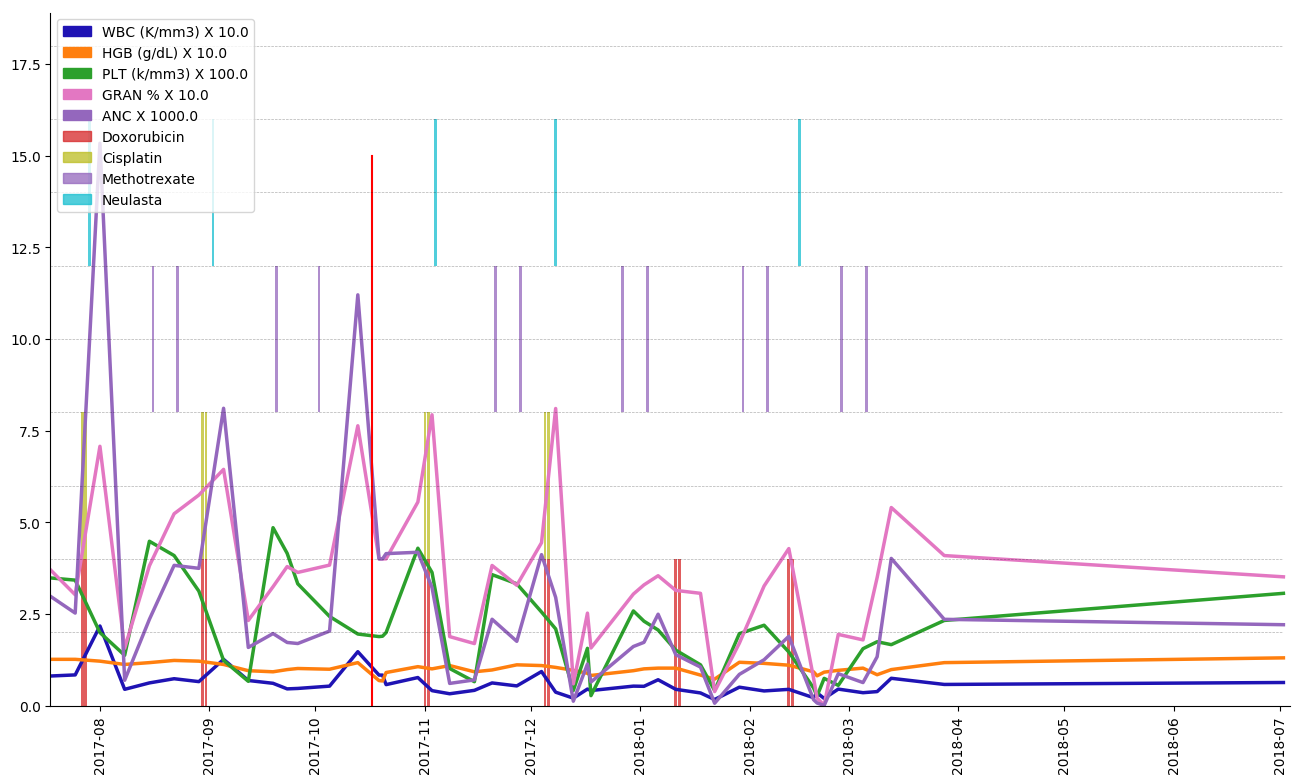 WBC (K/mm3) X 10.0
HGB (g/dL) X 10.0
PLT (k/mm3) X 100.0
GRAN % X 10.0
ANC X 1000.0
Doxorubicin
Cisplatin
Methotrexate
Neulasta
17.5
15.0
12.5
10.0
7.5
5.0
2.5
0.0
2017-08
2017-09
2017-10
2017-11
2017-12
2018-01
2018-02
2018-03
2018-04
2018-05
2018-06
2018-07